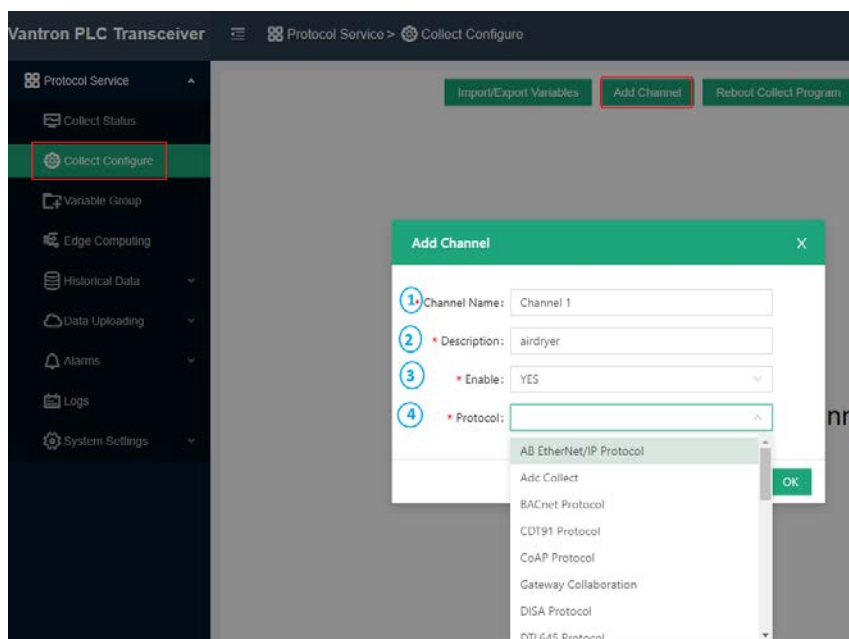 Vantron PLC Transceiver
Protocol Service > Collect Configure
Protocol Service
Import/Export Variables
Add Channel
Reboot Collect Program
Collect Status
Collect Configure
Variable Group
Edge Computing
Historical Data
Data Uploading
Alarms
Logs
System Settings
Add Channel X
1 * Channel Name: Channel 1
2 * Description: airdryer
3 * Enable: YES
4 * Protocol:
AB EtherNet/IP Protocol
Adc Collect
BACnet Protocol
CDT91 Protocol
CoAP Protocol
Gateway Collaboration
DISA Protocol
DTL645 Protocol
OK